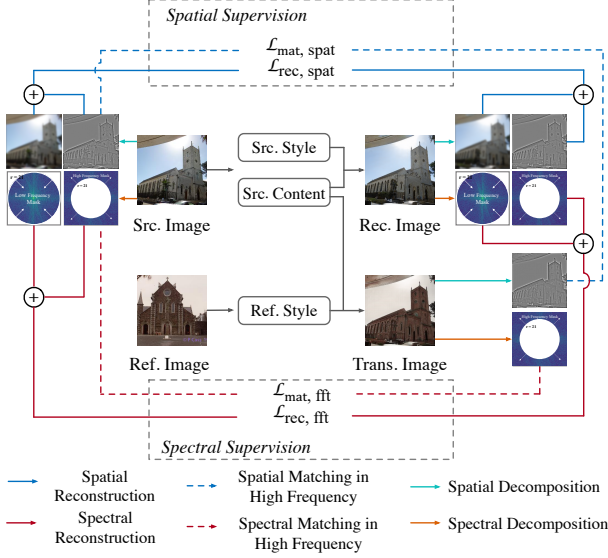 Spatial Supervision
ℒmat, spat
ℒrec, spat
Src. Style
Src. Content
High Frequency Mask
r = 21
Low Frequency
Mask
High Frequency Mask
r = 21
Low Frequency
Mask
Src. Image
Rec. Image
Ref. Style
High Frequency Mask
r = 21
Ref. Image
Trans. Image
ℒmat, fft
ℒrec, fft
Spectral Supervision
Spatial
Reconstruction
Spatial Matching in
High Frequency
Spatial Decomposition
Spectral
Reconstruction
Spectral Matching in
High Frequency
Spectral Decomposition